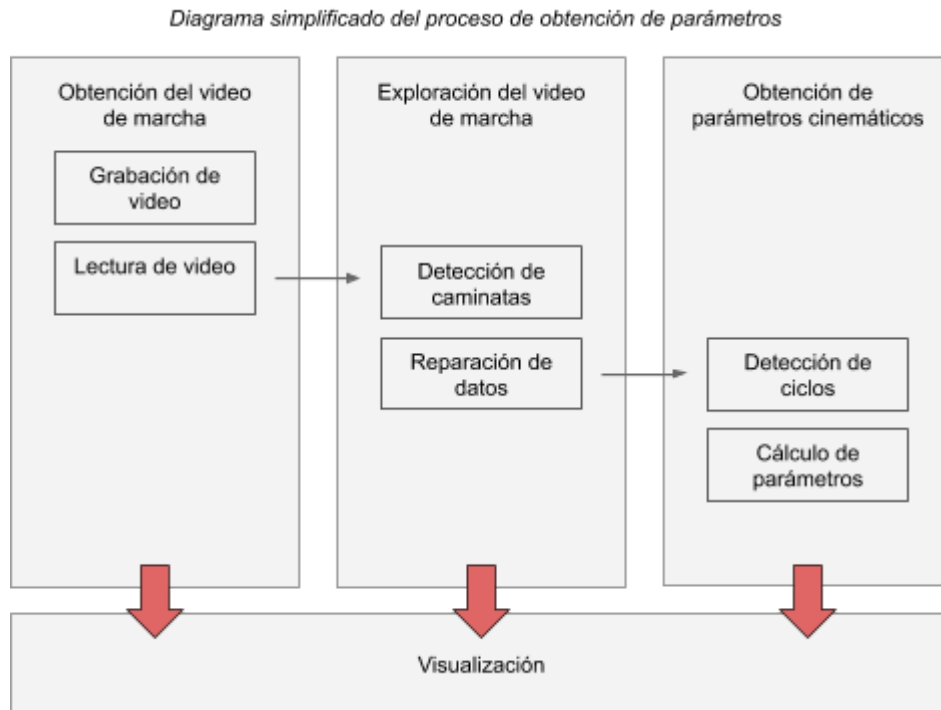 Diagrama simplificado del proceso de obtención de parámetros
Obtención del video
de marcha
Grabación de
video
Lectura de video
Exploración del video
de marcha
Detección de
caminatas
Reparación de
datos
Obtención de
parámetros cinemáticos
Detección de
ciclos
Cálculo de
parámetros
Visualización